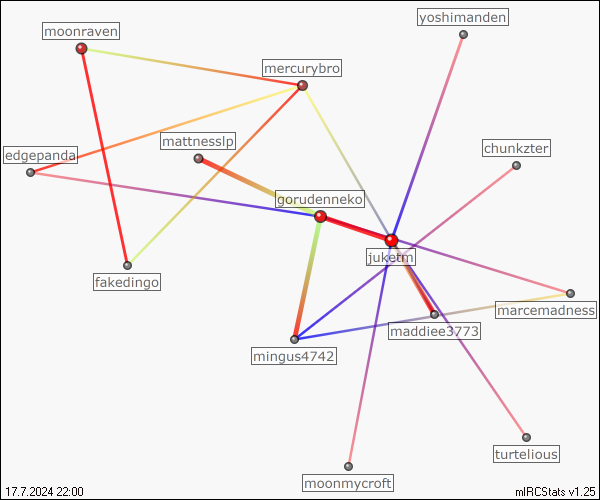 yoshimanden
moonraven
mercurybro
mattnesslp
chunkzter
edgepanda
gorudenneko
juketm
fakedingo
marcemadness
maddiee3773
mingus4742
turtelious
moonmycroft
17.7.2024 22:00
mIRCStats v1.25